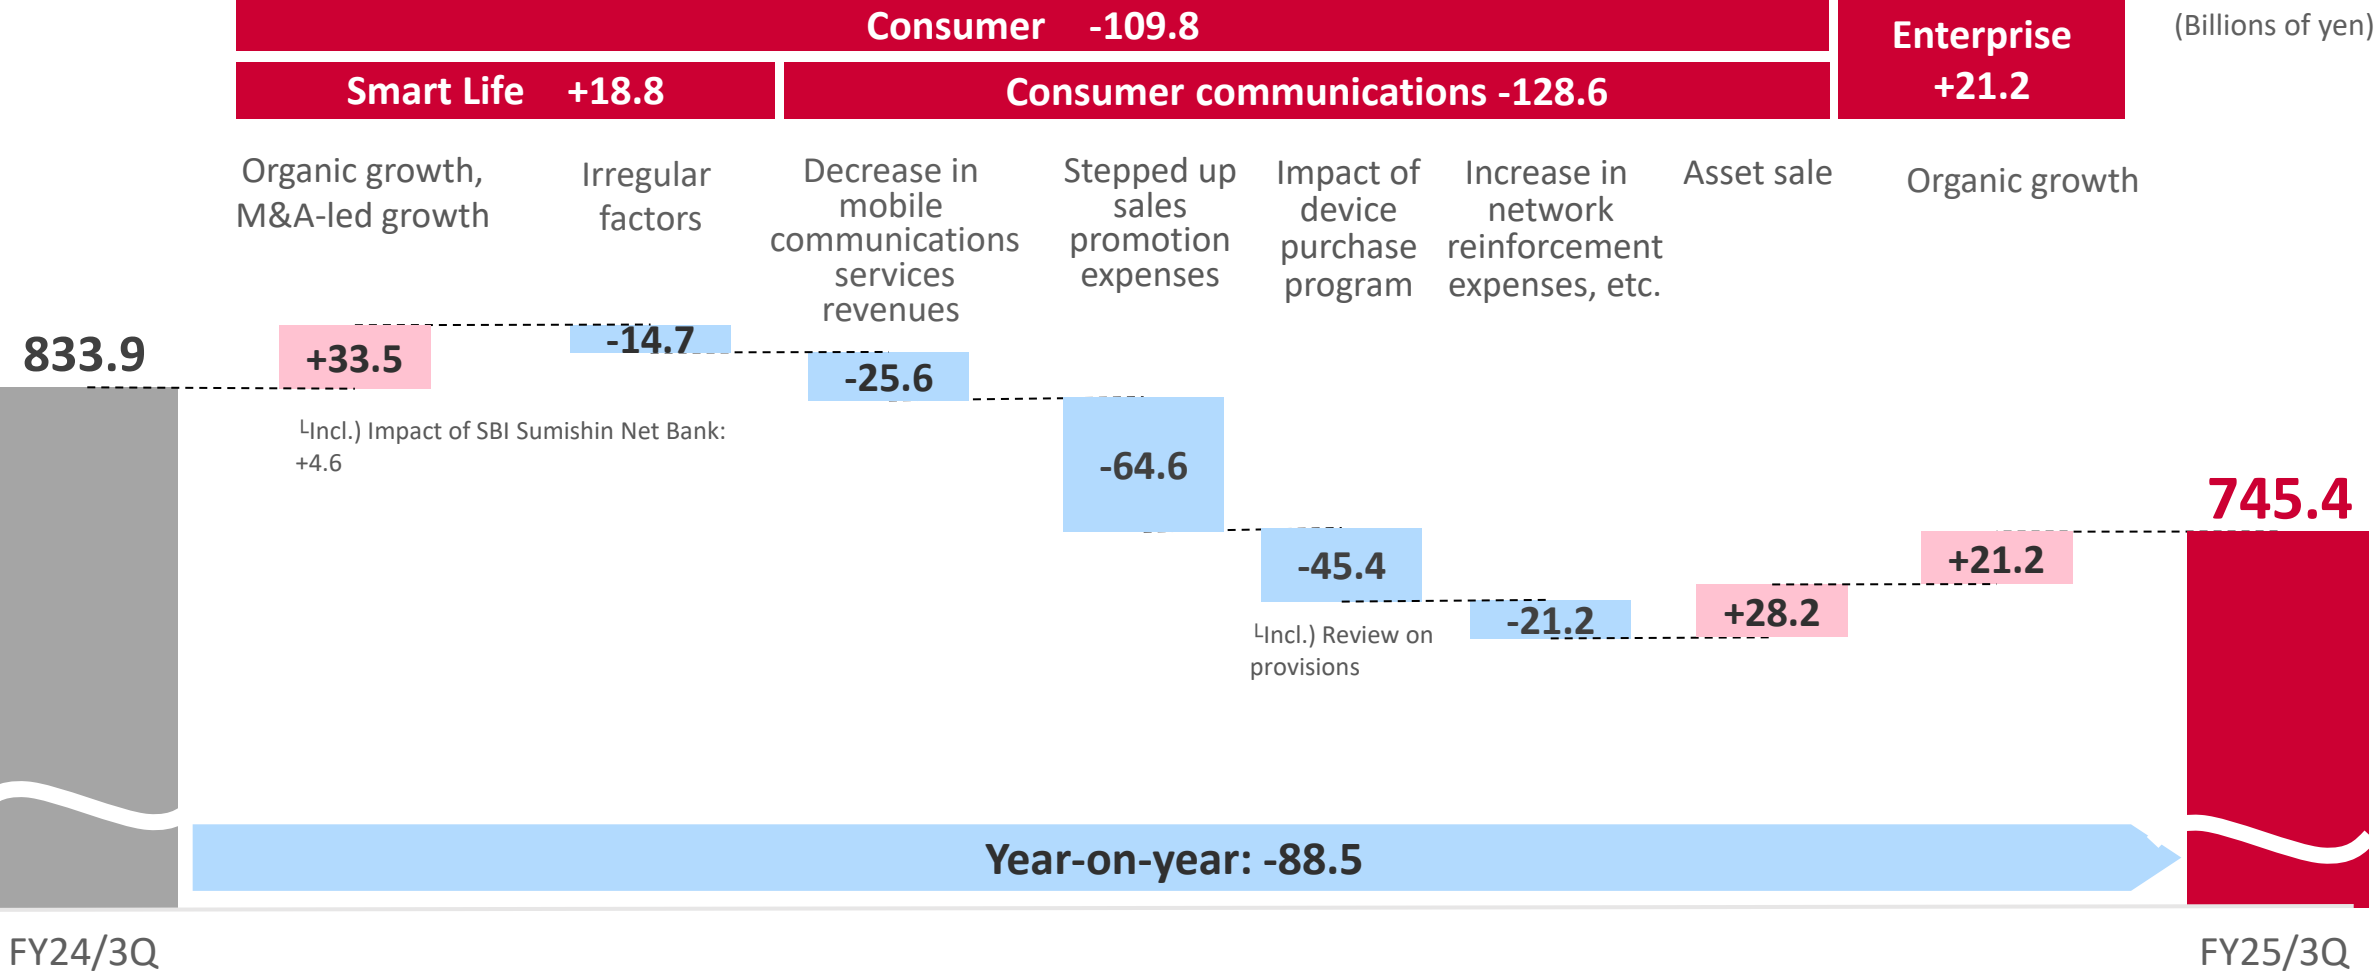 Consumer -109.8
(Billions of yen)
Enterprise
+21.2
Smart Life +18.8
Consumer communications -128.6
Organic growth,
M&A-led growth
Irregular
factors
Decrease in
mobile
communications
services
revenues
Stepped up
sales
promotion
expenses
Impact of
device
purchase
program
Increase in
network
reinforcement
expenses, etc.
Asset sale
Organic growth
833.9
+33.5
-14.7
-25.6
-64.6
-45.4
-21.2
+28.2
+21.2
745.4
└Incl.) Impact of SBI Sumishin Net Bank:
+4.6
└Incl.) Review on
provisions
Year-on-year: -88.5
FY24/3Q
FY25/3Q